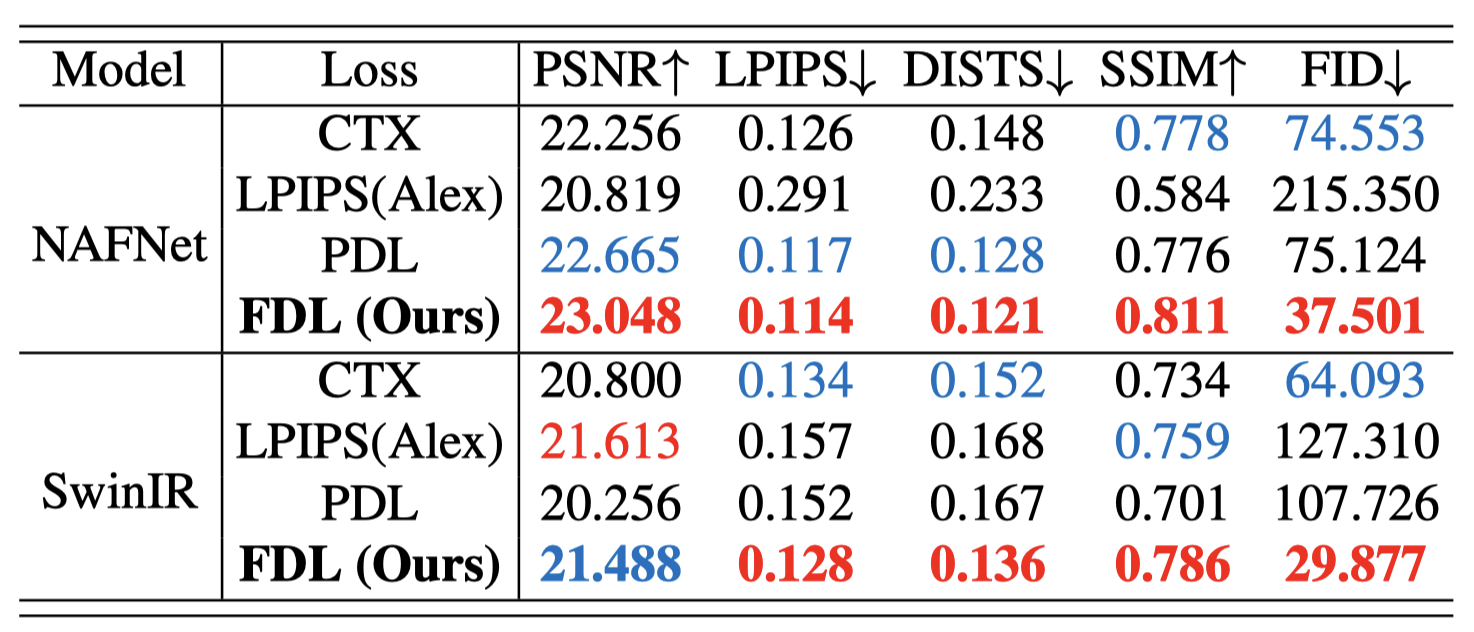 Model Loss PSNR↑ LPIPS↓ DISTS↓ SSIM↑ FID↓
CTX 22.256 0.126 0.148 0.778 74.553
LPIPS(Alex) 20.819 0.291 0.233 0.584 215.350
NAFNet
PDL 22.665 0.117 0.128 0.776 75.124
FDL (Ours) 23.048 0.114 0.121 0.811 37.501
CTX 20.800 0.134 0.152 0.734 64.093
LPIPS(Alex) 21.613 0.157 0.168 0.759 127.310
SwinIR
PDL 20.256 0.152 0.167 0.701 107.726
FDL (Ours) 21.488 0.128 0.136 0.786 29.877